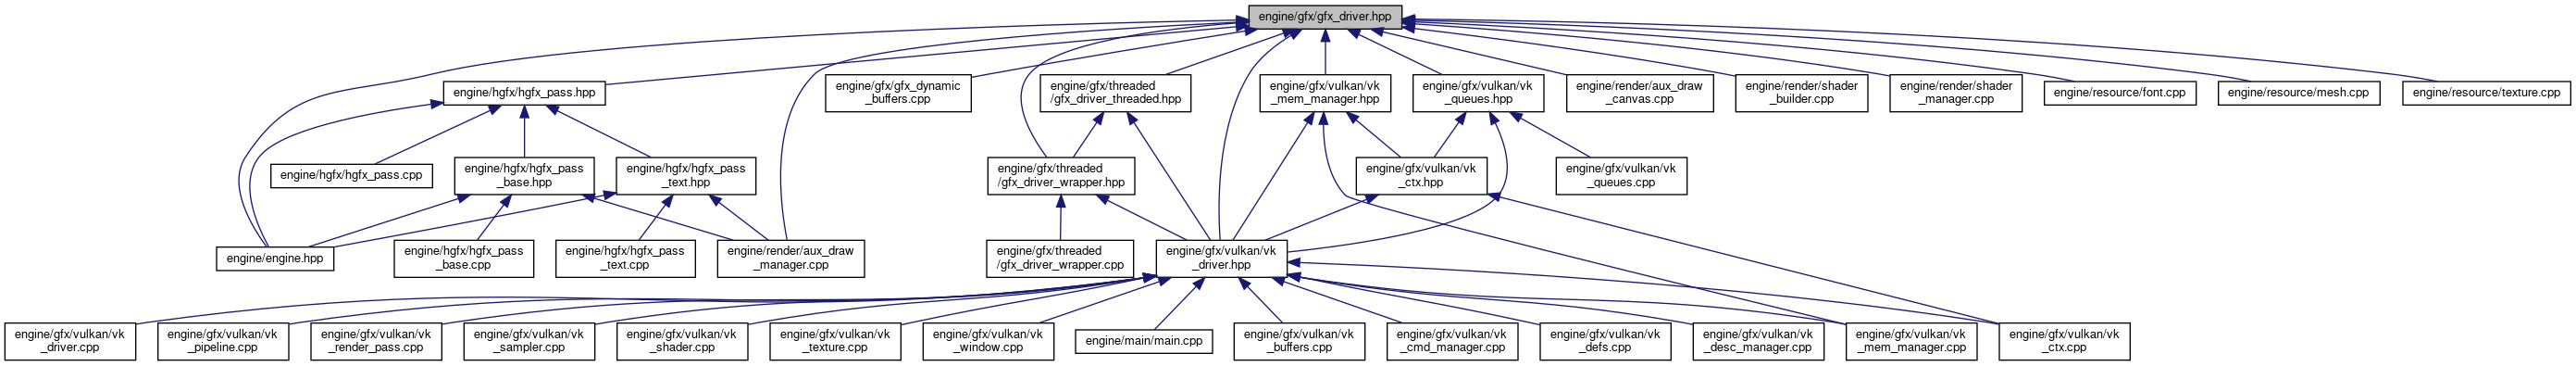 engine/gfx/gfx_driver.hpp
engine/hgfx/hgfx_pass.hpp
engine/gfx/gfx_dynamic
_buffers.cpp
engine/gfx/threaded
/gfx_driver_threaded.hpp
engine/gfx/vulkan/vk
_mem_manager.hpp
engine/gfx/vulkan/vk
_queues.hpp
engine/render/aux_draw
_canvas.cpp
engine/render/shader
_builder.cpp
engine/render/shader
_manager.cpp
engine/resource/font.cpp
engine/resource/mesh.cpp
engine/resource/texture.cpp
engine/hgfx/hgfx_pass.cpp
engine/hgfx/hgfx_pass
_base.hpp
engine/hgfx/hgfx_pass
_text.hpp
engine/gfx/threaded
/gfx_driver_wrapper.hpp
engine/gfx/vulkan/vk
_ctx.hpp
engine/gfx/vulkan/vk
_queues.cpp
engine/engine.hpp
engine/hgfx/hgfx_pass
_base.cpp
engine/hgfx/hgfx_pass
_text.cpp
engine/render/aux_draw
_manager.cpp
engine/gfx/threaded
/gfx_driver_wrapper.cpp
engine/gfx/vulkan/vk
_driver.hpp
engine/gfx/vulkan/vk
_driver.cpp
engine/gfx/vulkan/vk
_pipeline.cpp
engine/gfx/vulkan/vk
_render_pass.cpp
engine/gfx/vulkan/vk
_sampler.cpp
engine/gfx/vulkan/vk
_shader.cpp
engine/gfx/vulkan/vk
_texture.cpp
engine/gfx/vulkan/vk
_window.cpp
engine/main/main.cpp
engine/gfx/vulkan/vk
_buffers.cpp
engine/gfx/vulkan/vk
_cmd_manager.cpp
engine/gfx/vulkan/vk
_defs.cpp
engine/gfx/vulkan/vk
_desc_manager.cpp
engine/gfx/vulkan/vk
_mem_manager.cpp
engine/gfx/vulkan/vk
_ctx.cpp